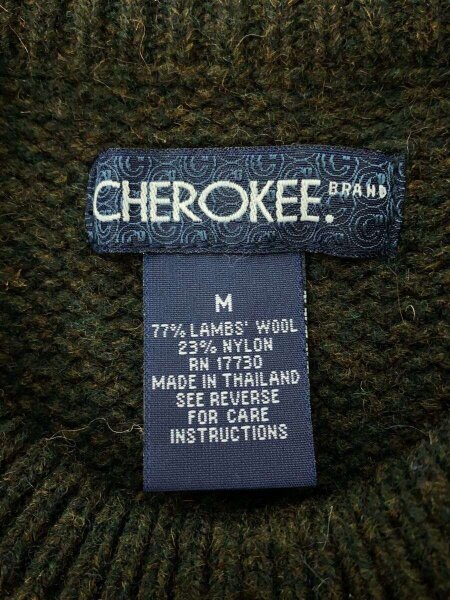 CHEROKEE. BRAND
M
77% LAMBS' WOOL
23% NYLON
RN 17730
MADE IN THAILAND
SEE REVERSE
FOR CARE
INSTRUCTIONS